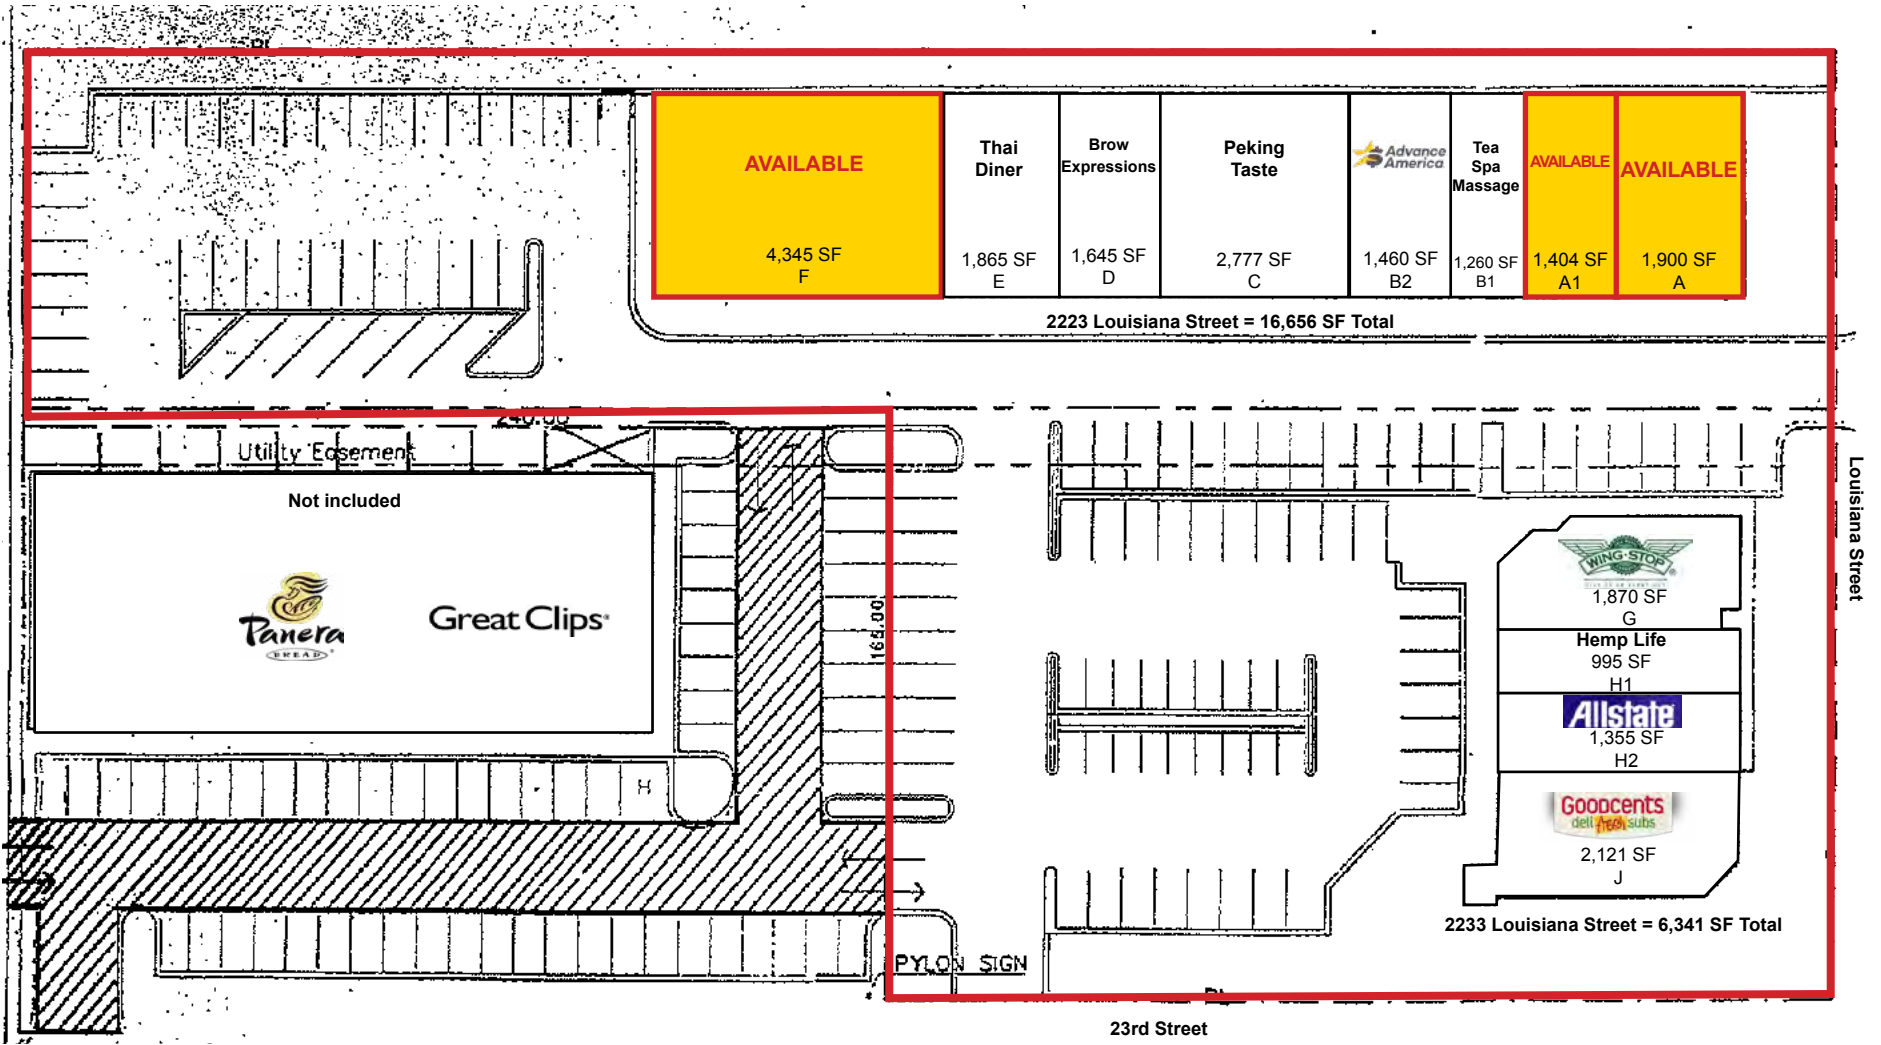 AVAILABLE
4,345 SF
F
Thai
Diner
1,865 SF
E
Brow
Expressions
1,645 SF
D
Peking
Taste
2,777 SF
C
Advance
America
1,460 SF
B2
Tea
Spa
Massage
1,260 SF
B1
AVAILABLE
1,404 SF
A1
AVAILABLE
1,900 SF
A
2223 Louisiana Street = 16,656 SF Total
240.00
Utility Easement
Not included
Panera
BREAD
Great Clips
H
165.00
WING·STOP
1,870 SF
G
Hemp Life
995 SF
H1
Allstate
1,355 SF
H2
Goodcents
deli fresh subs
2,121 SF
J
2233 Louisiana Street = 6,341 SF Total
Louisiana Street
PYLON SIGN
23rd Street